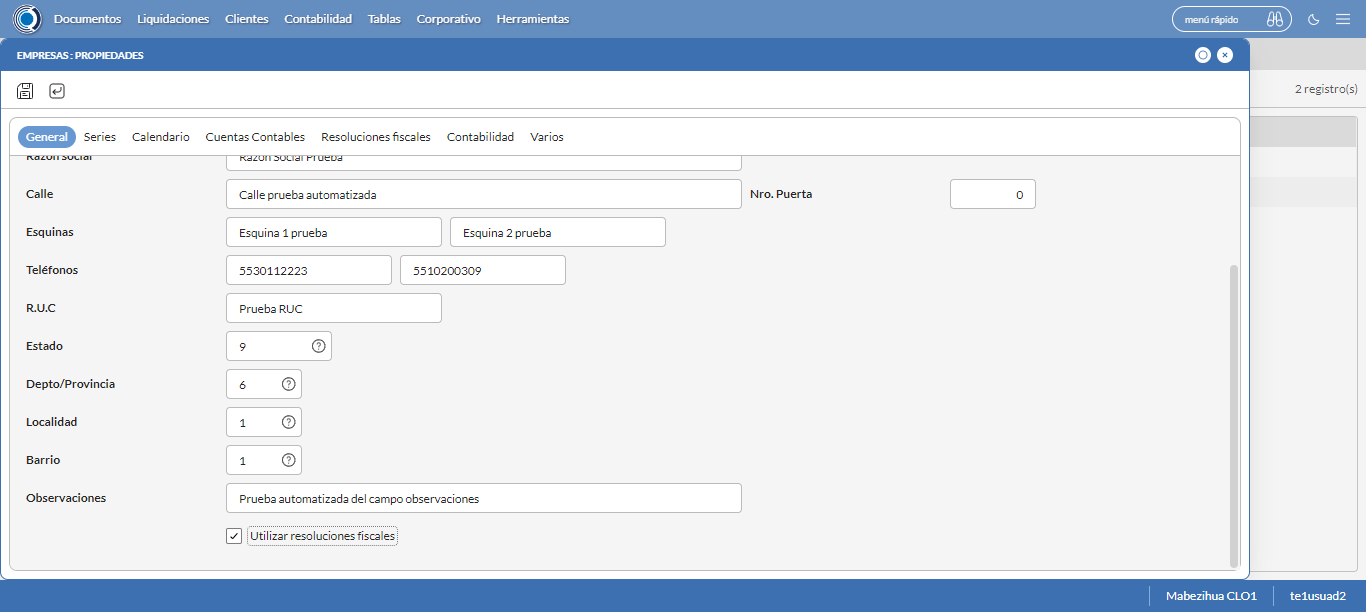 Documentos Liquidaciones Clientes Contabilidad Tablas Corporativo Herramientas menú rápido
EMPRESAS : PROPIEDADES
2 registro(s)
General Series Calendario Cuentas Contables Resoluciones fiscales Contabilidad Varios
Razón social Razón Social Prueba
Calle Calle prueba automatizada Nro. Puerta 0
Esquinas Esquina 1 prueba Esquina 2 prueba
Teléfonos 5530112223 5510200309
R.U.C Prueba RUC
Estado 9
Depto/Provincia 6
Localidad 1
Barrio 1
Observaciones Prueba automatizada del campo observaciones
Utilizar resoluciones fiscales
Mabezihua CLO1 te1usuad2